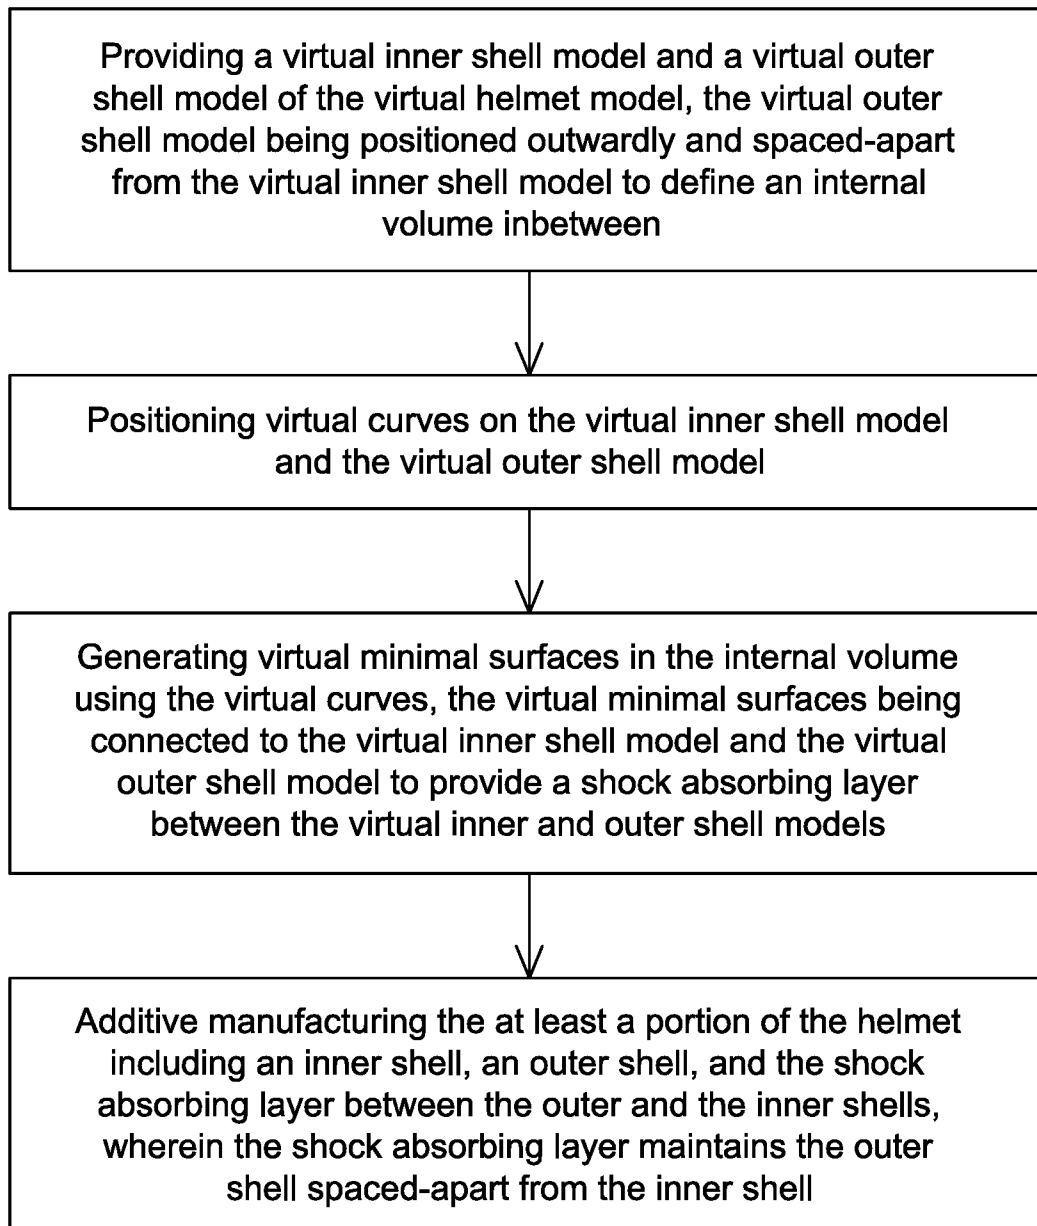 Providing a virtual inner shell model and a virtual outer
shell model of the virtual helmet model, the virtual outer
shell model being positioned outwardly and spaced-apart
from the virtual inner shell model to define an internal
volume inbetween
Positioning virtual curves on the virtual inner shell model
and the virtual outer shell model
Generating virtual minimal surfaces in the internal volume
using the virtual curves, the virtual minimal surfaces being
connected to the virtual inner shell model and the virtual
outer shell model to provide a shock absorbing layer
between the virtual inner and outer shell models
Additive manufacturing the at least a portion of the helmet
including an inner shell, an outer shell, and the shock
absorbing layer between the outer and the inner shells,
wherein the shock absorbing layer maintains the outer
shell spaced-apart from the inner shell